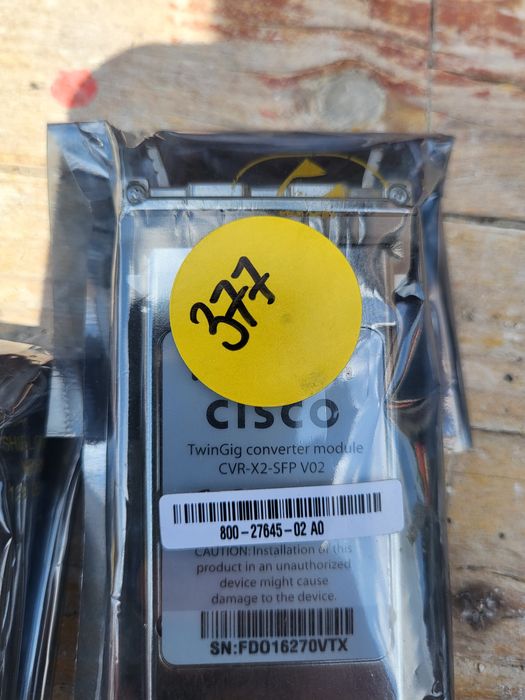 377
CISCO
TwinGig converter module
CVR-X2-SFP V02
800-27645-02 A0
CAUTION: Installation of this
product in an unauthorized
device might cause
damage to the device.
SN:FDO16270VTX